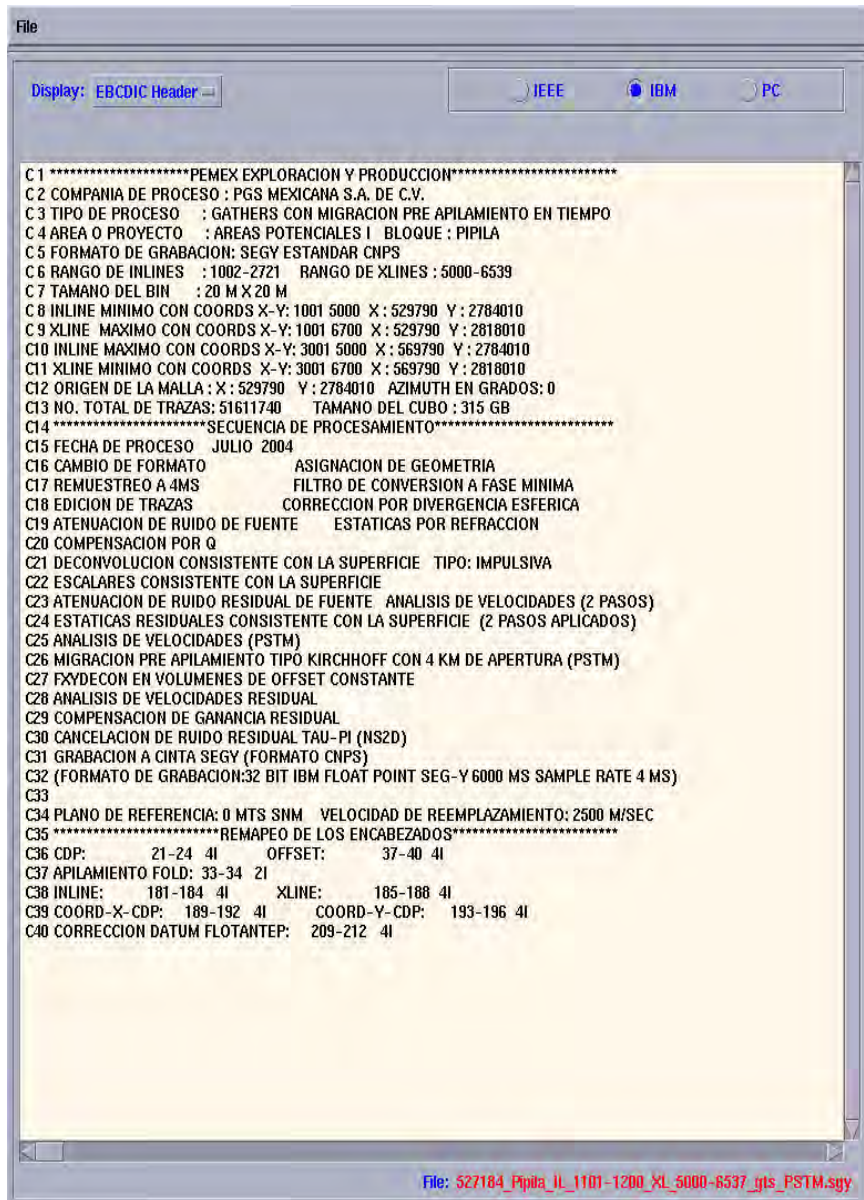 File
Display: EBCDIC Header IEEE IBM PC
C 1 *********************PEMEX EXPLORACION Y PRODUCCION*************************
C 2 COMPANIA DE PROCESO : PGS MEXICANA S.A. DE C.V.
C 3 TIPO DE PROCESO : GATHERS CON MIGRACION PRE APILAMIENTO EN TIEMPO
C 4 AREA O PROYECTO : AREAS POTENCIALES I BLOQUE : PIPILA
C 5 FORMATO DE GRABACION: SEGY ESTANDAR CNPS
C 6 RANGO DE INLINES : 1002-2721 RANGO DE XLINES : 5000-6539
C 7 TAMANO DEL BIN : 20 M X 20 M
C 8 INLINE MINIMO CON COORDS X-Y: 1001 5000 X : 529790 Y : 2784010
C 9 XLINE MAXIMO CON COORDS X-Y: 1001 6700 X : 529790 Y : 2818010
C10 INLINE MAXIMO CON COORDS X-Y: 3001 5000 X : 569790 Y : 2784010
C11 XLINE MINIMO CON COORDS X-Y: 3001 6700 X : 569790 Y : 2818010
C12 ORIGEN DE LA MALLA : X : 529790 Y : 2784010 AZIMUTH EN GRADOS: 0
C13 NO. TOTAL DE TRAZAS: 51611740 TAMANO DEL CUBO : 315 GB
C14 ***********************SECUENCIA DE PROCESAMIENTO***************************
C15 FECHA DE PROCESO JULIO 2004
C16 CAMBIO DE FORMATO ASIGNACION DE GEOMETRIA
C17 REMUESTREO A 4MS FILTRO DE CONVERSION A FASE MINIMA
C18 EDICION DE TRAZAS CORRECCION POR DIVERGENCIA ESFERICA
C19 ATENUACION DE RUIDO DE FUENTE ESTATICAS POR REFRACCION
C20 COMPENSACION POR Q
C21 DECONVOLUCION CONSISTENTE CON LA SUPERFICIE TIPO: IMPULSIVA
C22 ESCALARES CONSISTENTE CON LA SUPERFICIE
C23 ATENUACION DE RUIDO RESIDUAL DE FUENTE ANALISIS DE VELOCIDADES (2 PASOS)
C24 ESTATICAS RESIDUALES CONSISTENTE CON LA SUPERFICIE (2 PASOS APLICADOS)
C25 ANALISIS DE VELOCIDADES (PSTM)
C26 MIGRACION PRE APILAMIENTO TIPO KIRCHHOFF CON 4 KM DE APERTURA (PSTM)
C27 FXYDECON EN VOLUMENES DE OFFSET CONSTANTE
C28 ANALISIS DE VELOCIDADES RESIDUAL
C29 COMPENSACION DE GANANCIA RESIDUAL
C30 CANCELACION DE RUIDO RESIDUAL TAU-PI (NS2D)
C31 GRABACION A CINTA SEGY (FORMATO CNPS)
C32 (FORMATO DE GRABACION:32 BIT IBM FLOAT POINT SEG-Y 6000 MS SAMPLE RATE 4 MS)
C33
C34 PLANO DE REFERENCIA: 0 MTS SNM VELOCIDAD DE REEMPLAZAMIENTO: 2500 M/SEC
C35 *************************REMAPEO DE LOS ENCABEZADOS*************************
C36 CDP: 21-24 4I OFFSET: 37-40 4I
C37 APILAMIENTO FOLD: 33-34 2I
C38 INLINE: 181-184 4I XLINE: 185-188 4I
C39 COORD-X-CDP: 189-192 4I COORD-Y-CDP: 193-196 4I
C40 CORRECCION DATUM FLOTANTEP: 209-212 4I
File: 527184_Pipila_IL_1101-1200_XL_5000-6537_gts_PSTM.sgy